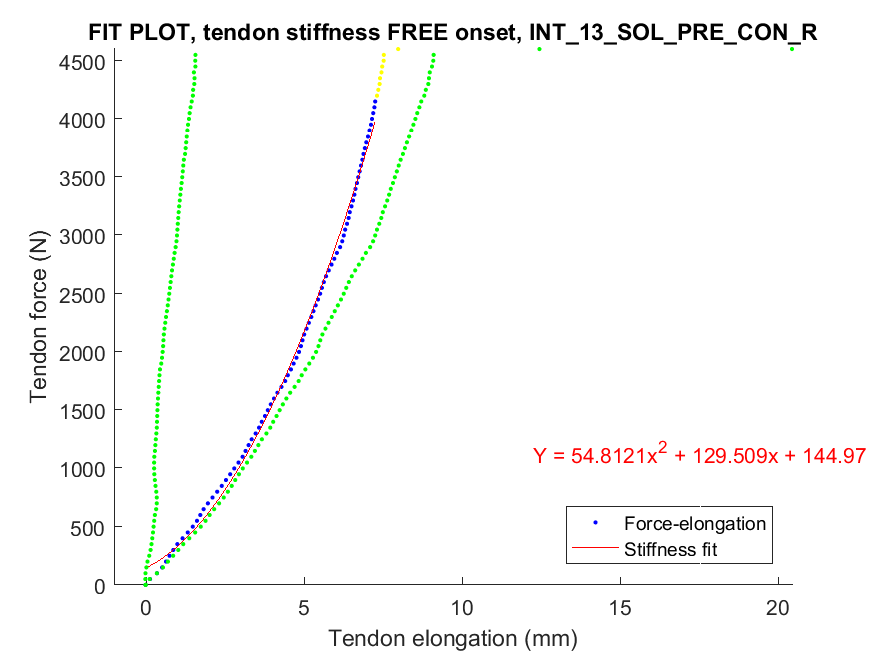 FIT PLOT, tendon stiffness FREE onset, INT_13_SOL_PRE_CON_R
4500
4000
3500
3000
2500
2000
1500
1000
500
0
Tendon force (N)
Y = 54.8121x² + 129.509x + 144.97
Force-elongation
Stiffness fit
0 5 10 15 20
Tendon elongation (mm)